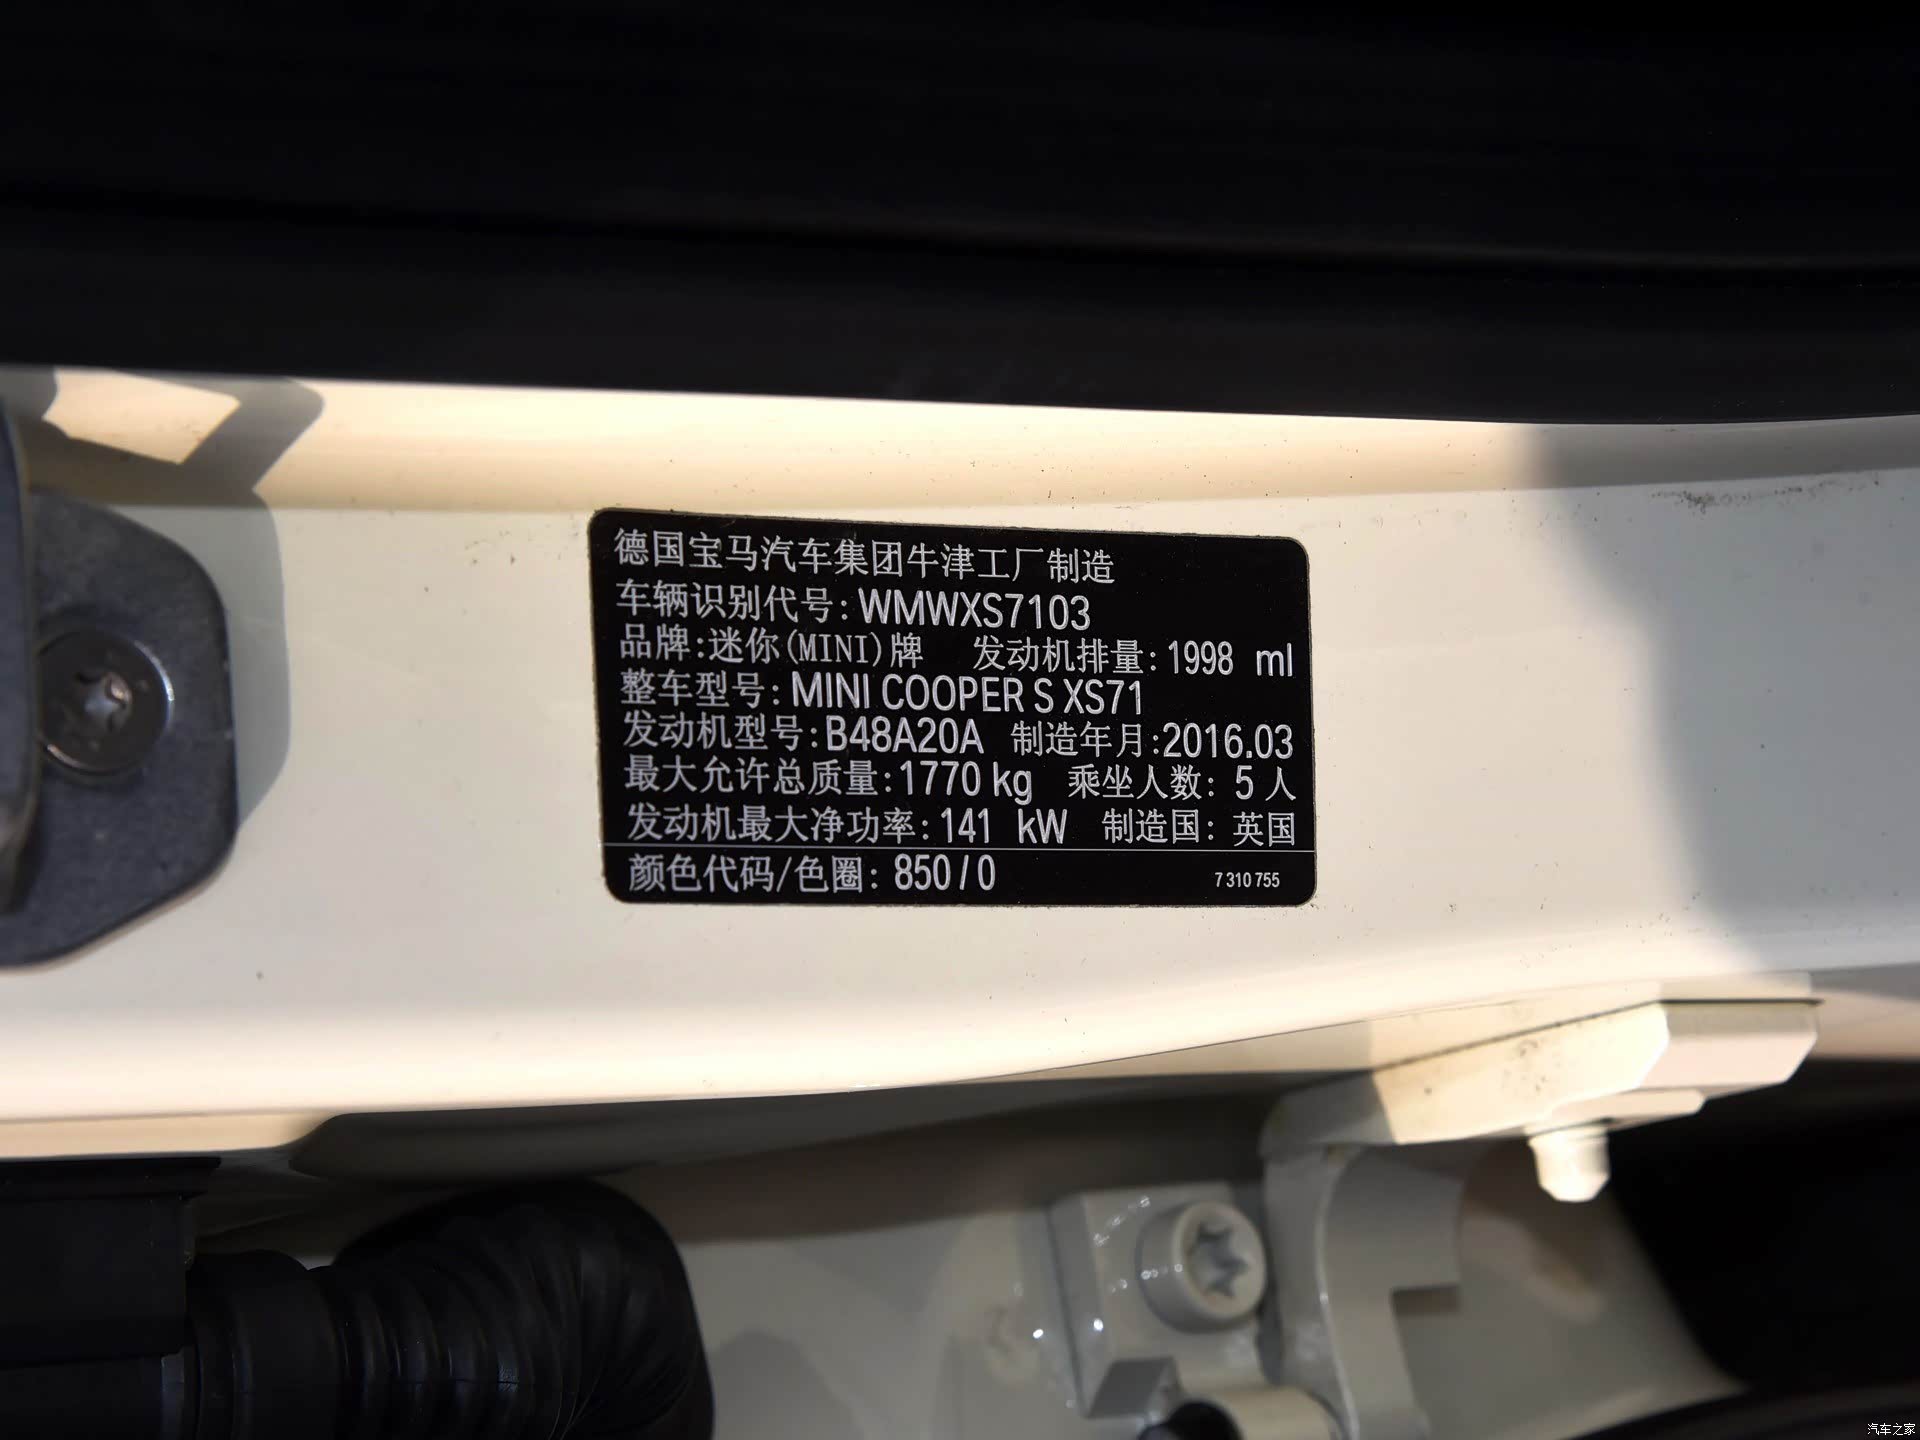 德国宝马汽车集团牛津工厂制造
车辆识别代号:WMWXS7103
品牌:迷你(MINI)牌 发动机排量:1998 ml
整车型号:MINI COOPER S XS71
发动机型号:B48A20A 制造年月:2016.03
最大允许总质量:1770 kg 乘坐人数:5人
发动机最大净功率:141 kW 制造国:英国
颜色代码/色圈:850/0 7 310 755
汽车之家